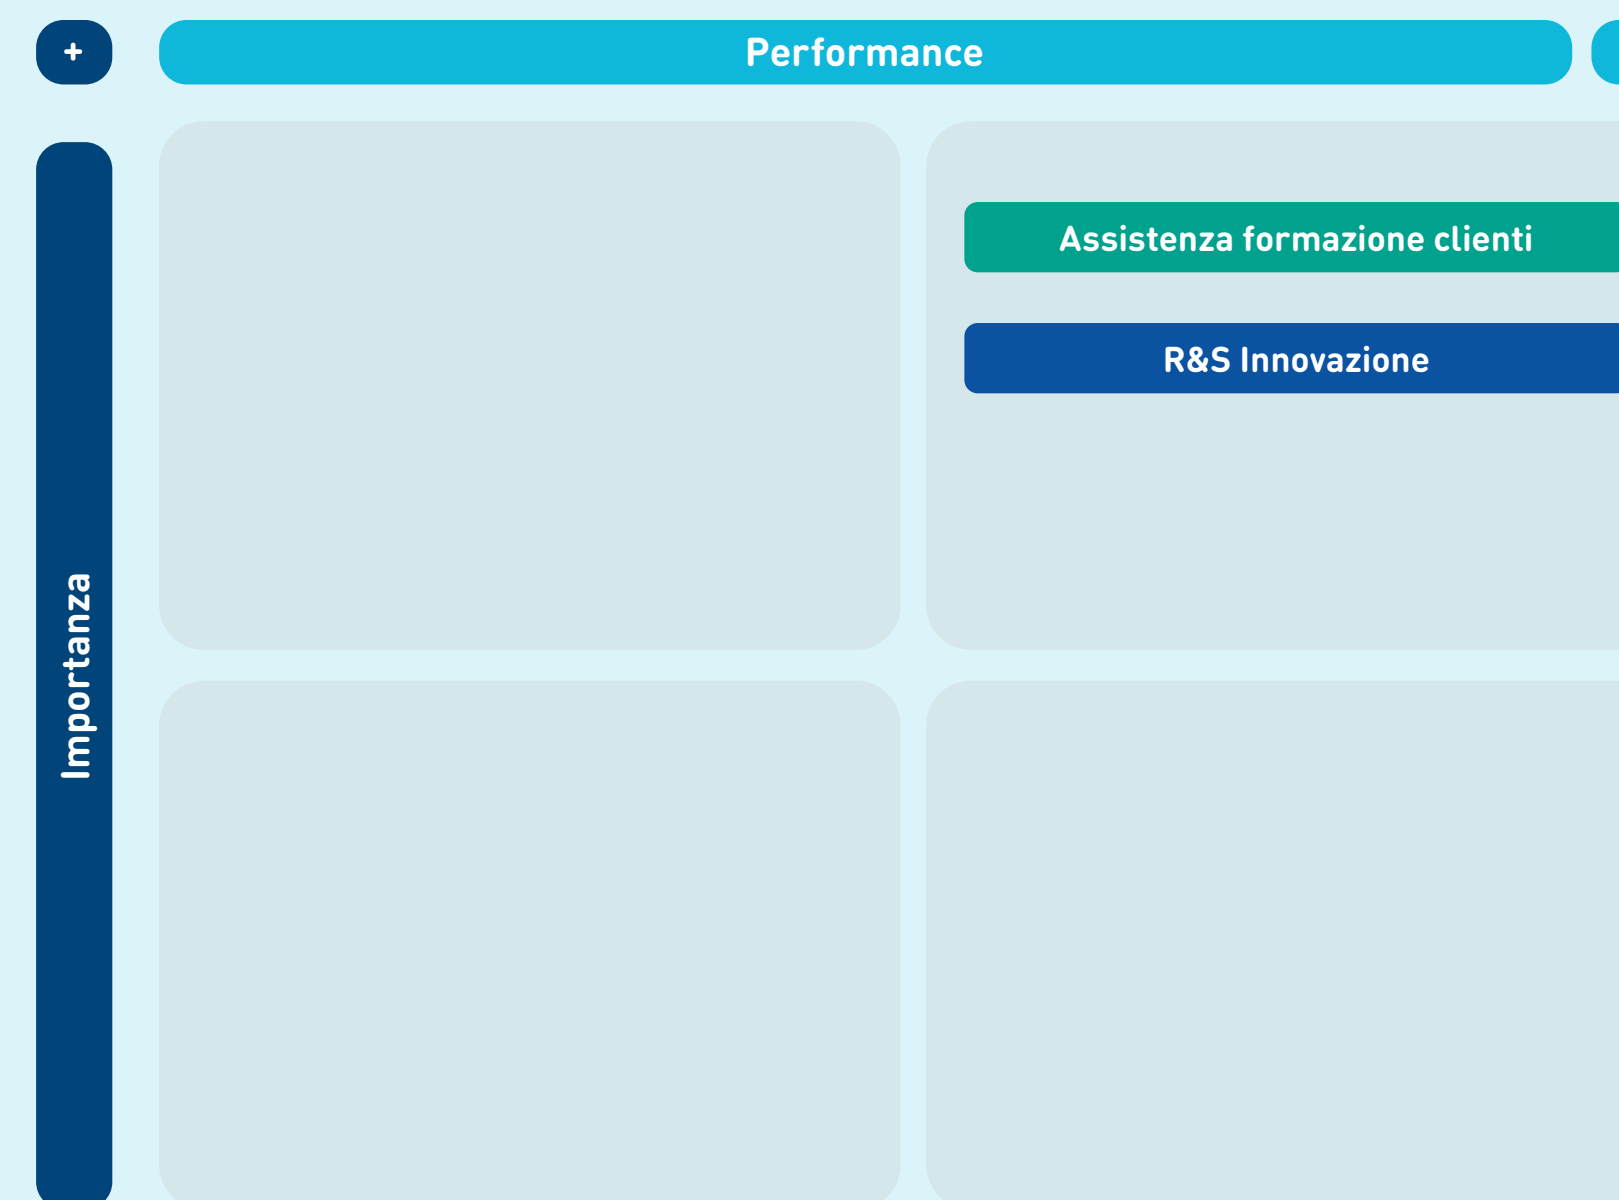 +
Performance
Assistenza formazione clienti
R&S Innovazione
Importanza